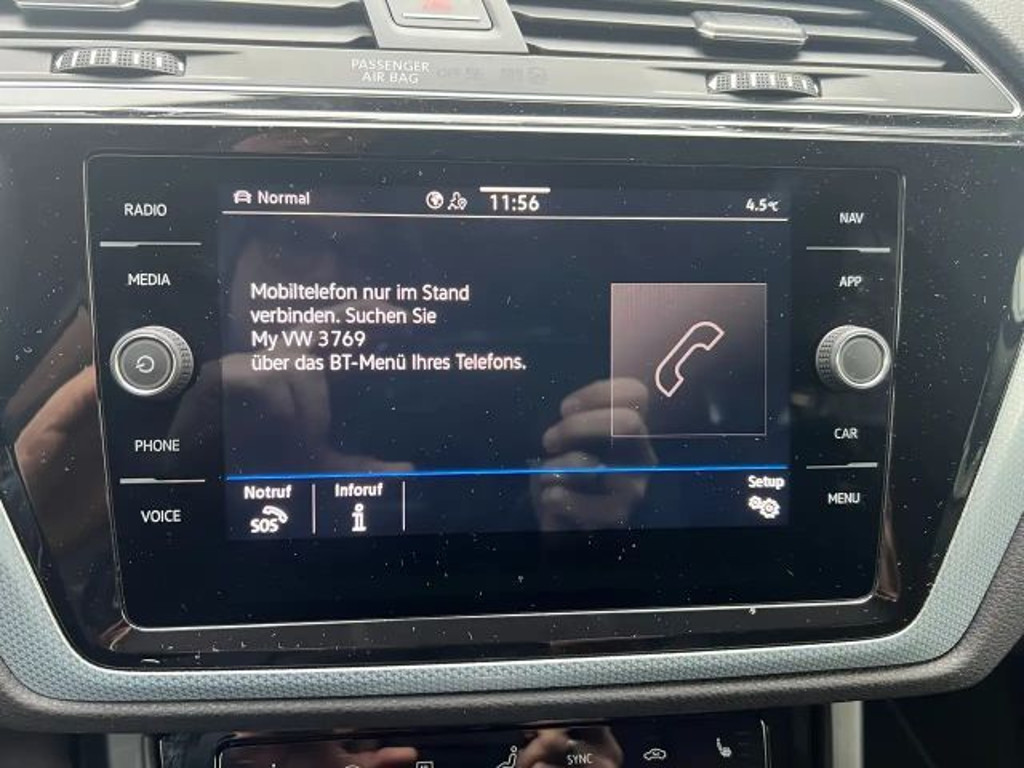 PASSENGER
AIR BAG
RADIO
MEDIA
PHONE
VOICE
Normal
11:56
4.5°C
Mobiltelefon nur im Stand
verbinden. Suchen Sie
My VW 3769
über das BT-Menü Ihres Telefons.
Notruf
SOS
Inforuf
i
Setup
NAV
APP
CAR
MENU
SYNC